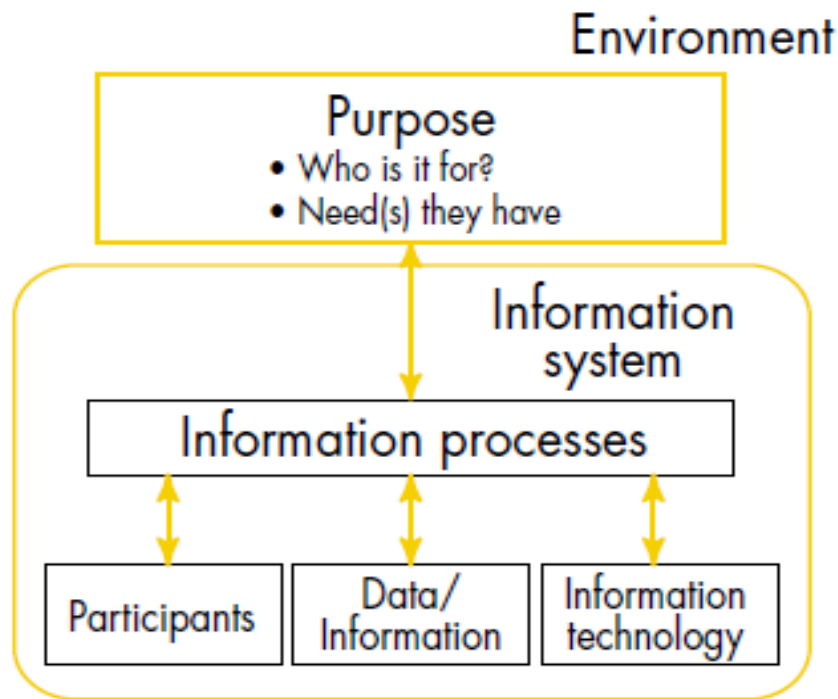 Environment
Purpose
• Who is it for?
• Need(s) they have
Information
system
Information processes
Participants
Data/
Information
Information
technology